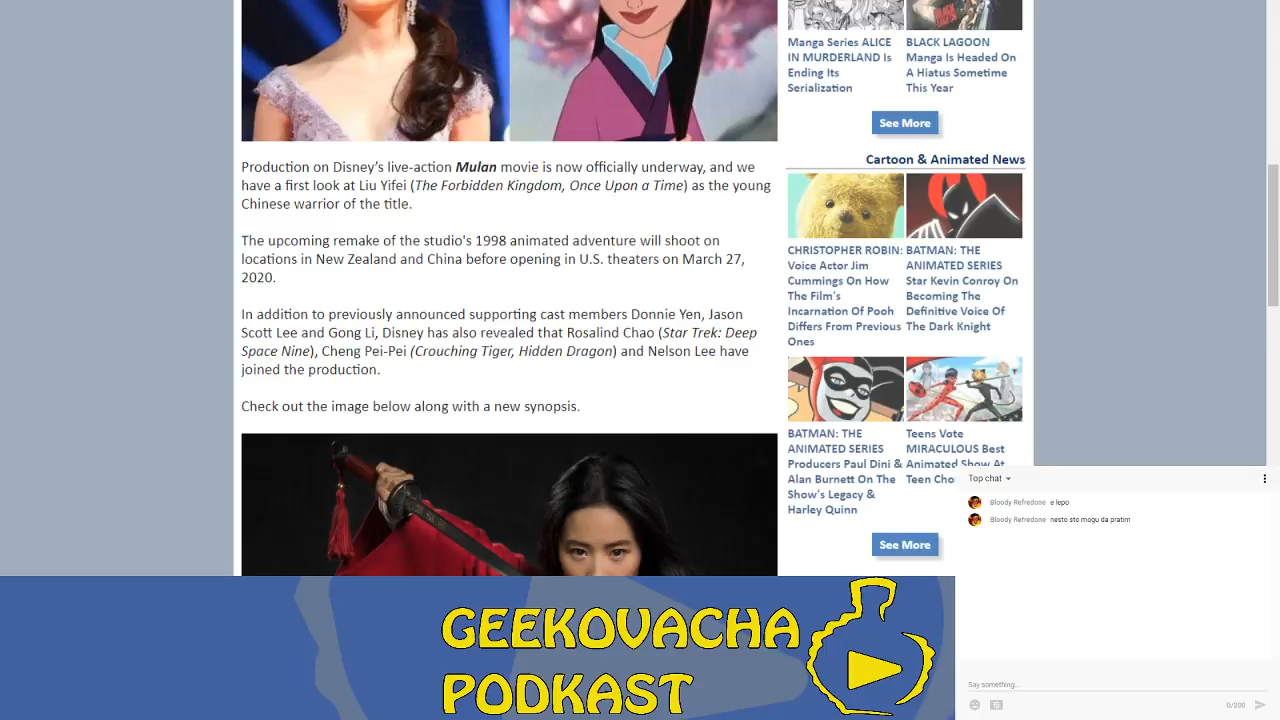 Production on Disney's live-action Mulan movie is now officially underway, and we
have a first look at Liu Yifei (The Forbidden Kingdom, Once Upon a Time) as the young
Chinese warrior of the title.
The upcoming remake of the studio's 1998 animated adventure will shoot on
locations in New Zealand and China before opening in U.S. theaters on March 27,
2020.
In addition to previously announced supporting cast members Donnie Yen, Jason
Scott Lee and Gong Li, Disney has also revealed that Rosalind Chao (Star Trek: Deep
Space Nine), Cheng Pei-Pei (Crouching Tiger, Hidden Dragon) and Nelson Lee have
joined the production.
Check out the image below along with a new synopsis.
Manga Series ALICE
IN MURDERLAND Is
Ending Its
Serialization
BLACK LAGOON
Manga Is Headed On
A Hiatus Sometime
This Year
See More
Cartoon & Animated News
CHRISTOPHER ROBIN:
Voice Actor Jim
Cummings On How
The Film's
Incarnation Of Pooh
Differs From Previous
Ones
BATMAN: THE
ANIMATED SERIES
Star Kevin Conroy On
Becoming The
Definitive Voice Of
The Dark Knight
BATMAN: THE
ANIMATED SERIES
Producers Paul Dini &
Alan Burnett On The
Show's Legacy &
Harley Quinn
Teens Vote
MIRACULOUS Best
Animated Show At
Teen Cho
See More
Top chat
Bloody Refredone e lepo
Bloody Refredone nesto sto mogu da pratim
Say something...
0/200
GEEKOVACHA
PODKAST